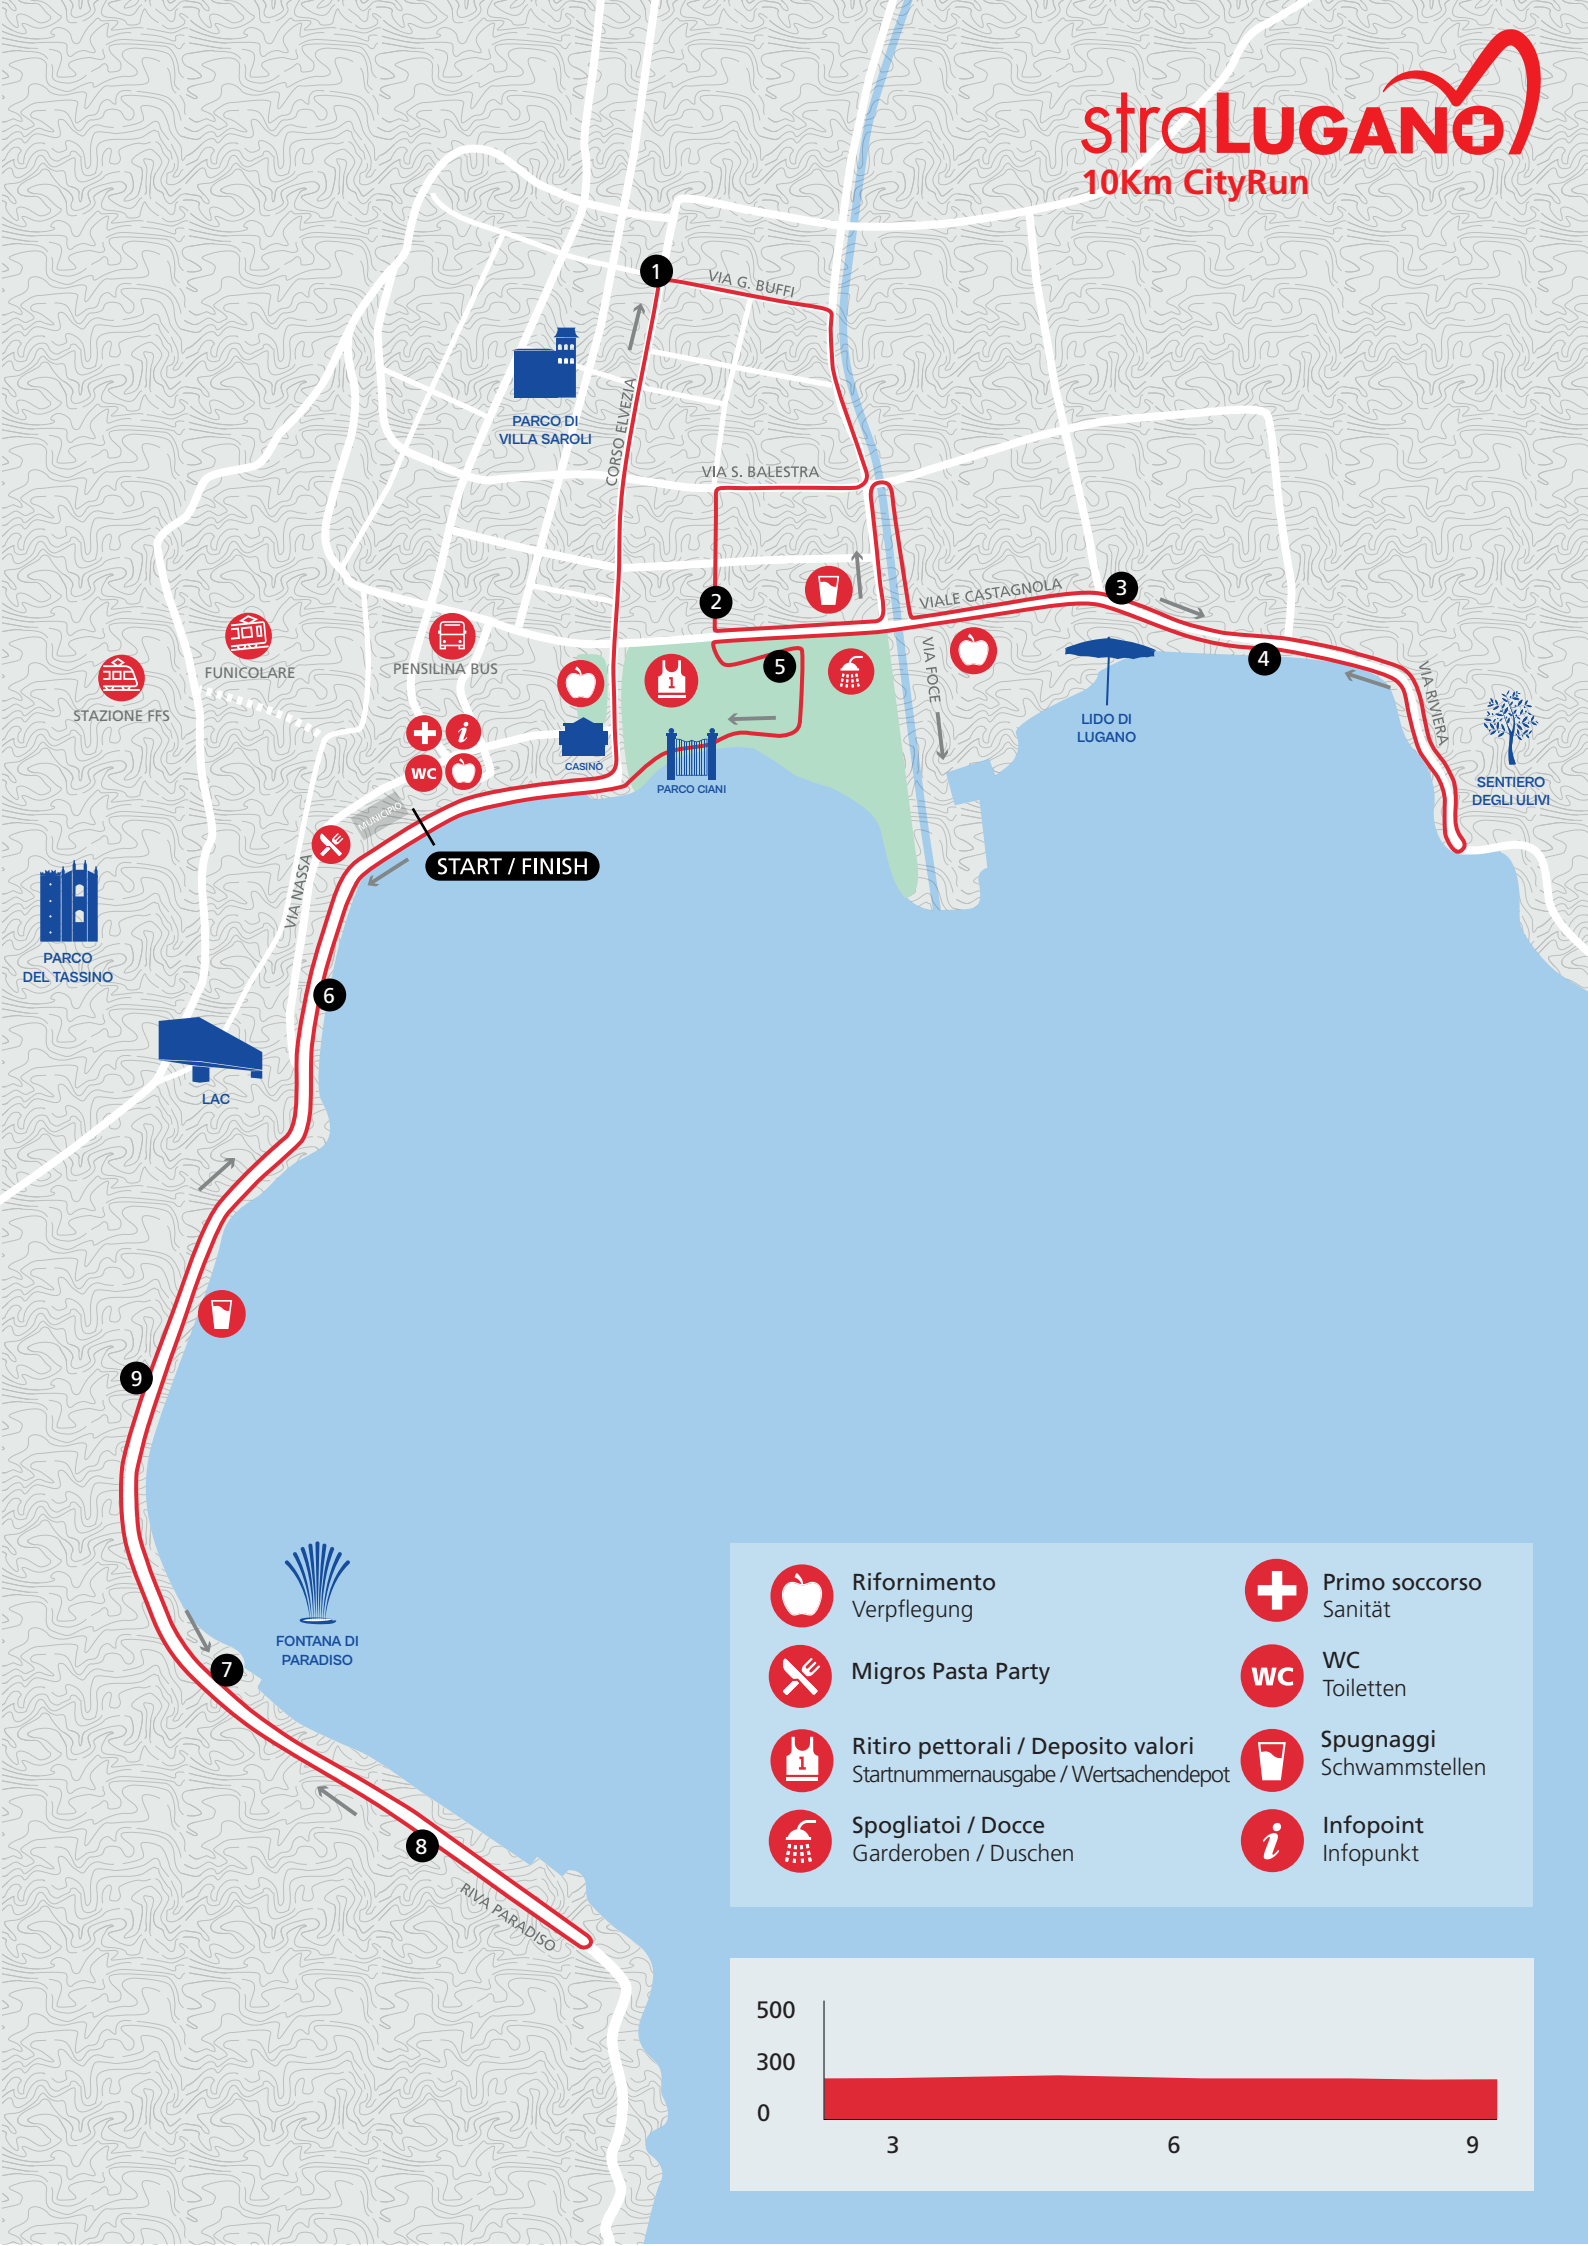 straLUGANO
10Km CityRun
1
VIA G. BUFFI
CORSO ELVEZIA
PARCO DI
VILLA SAROLI
VIA S. BALESTRA
2
VIALE CASTAGNOLA
3
4
5
1
VIA FOCE
VIA RIVIERA
FUNICOLARE
PENSILINA BUS
STAZIONE FFS
LIDO DI
LUGANO
SENTIERO
DEGLI ULIVI
i
WC
CASINÒ
PARCO CIANI
MUNICIPIO
START / FINISH
VIA NASSA
PARCO
DEL TASSINO
6
LAC
9
FONTANA DI
PARADISO
7
8
RIVA PARADISO
Rifornimento
Verpflegung
Migros Pasta Party
1
Ritiro pettorali / Deposito valori
Startnummernausgabe / Wertsachendepot
Spogliatoi / Docce
Garderoben / Duschen
Primo soccorso
Sanität
WC
WC
Toiletten
Spugnaggi
Schwammstellen
i
Infopoint
Infopunkt
500
300
0
3
6
9